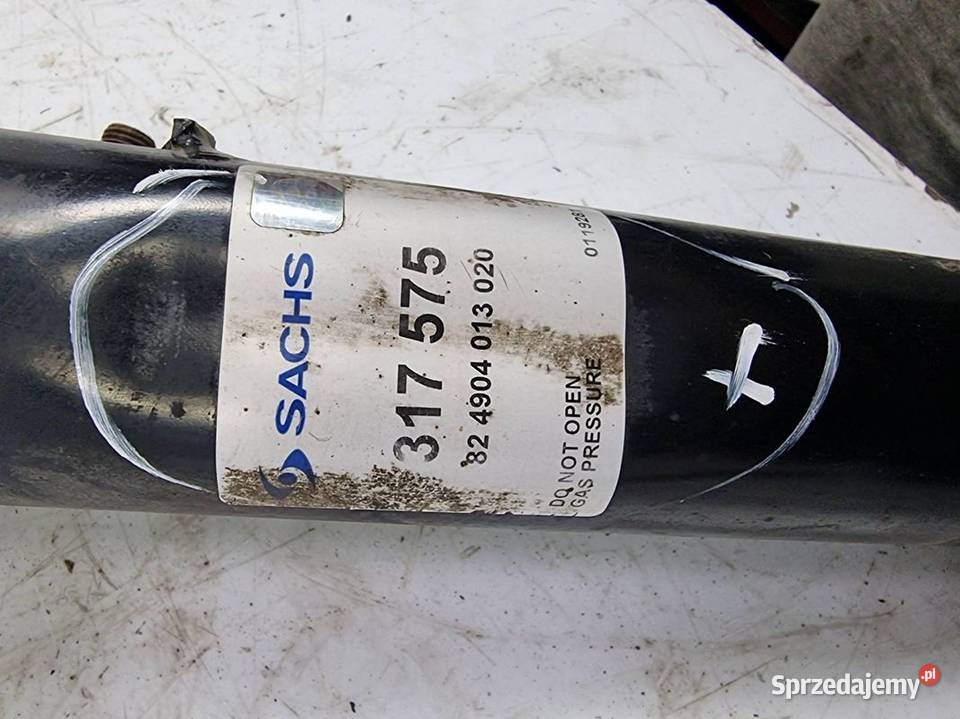 SACHS
317 575
82 4904 013 020
DO NOT OPEN
GAS PRESSURE
Sprzedajemy.pl